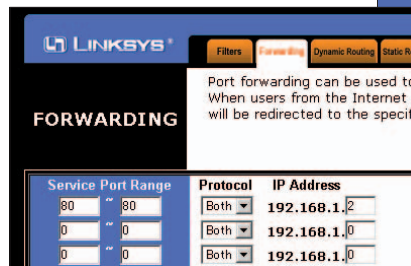 LINKSYS®
Filters Forwarding Dynamic Routing Static R
Port forwarding can be used to
When users from the Internet
will be redirected to the specif
FORWARDING
Service Port Range Protocol IP Address
80 ~ 80 Both 192.168.1.2
0 ~ 0 Both 192.168.1.0
0 ~ 0 Both 192.168.1.0